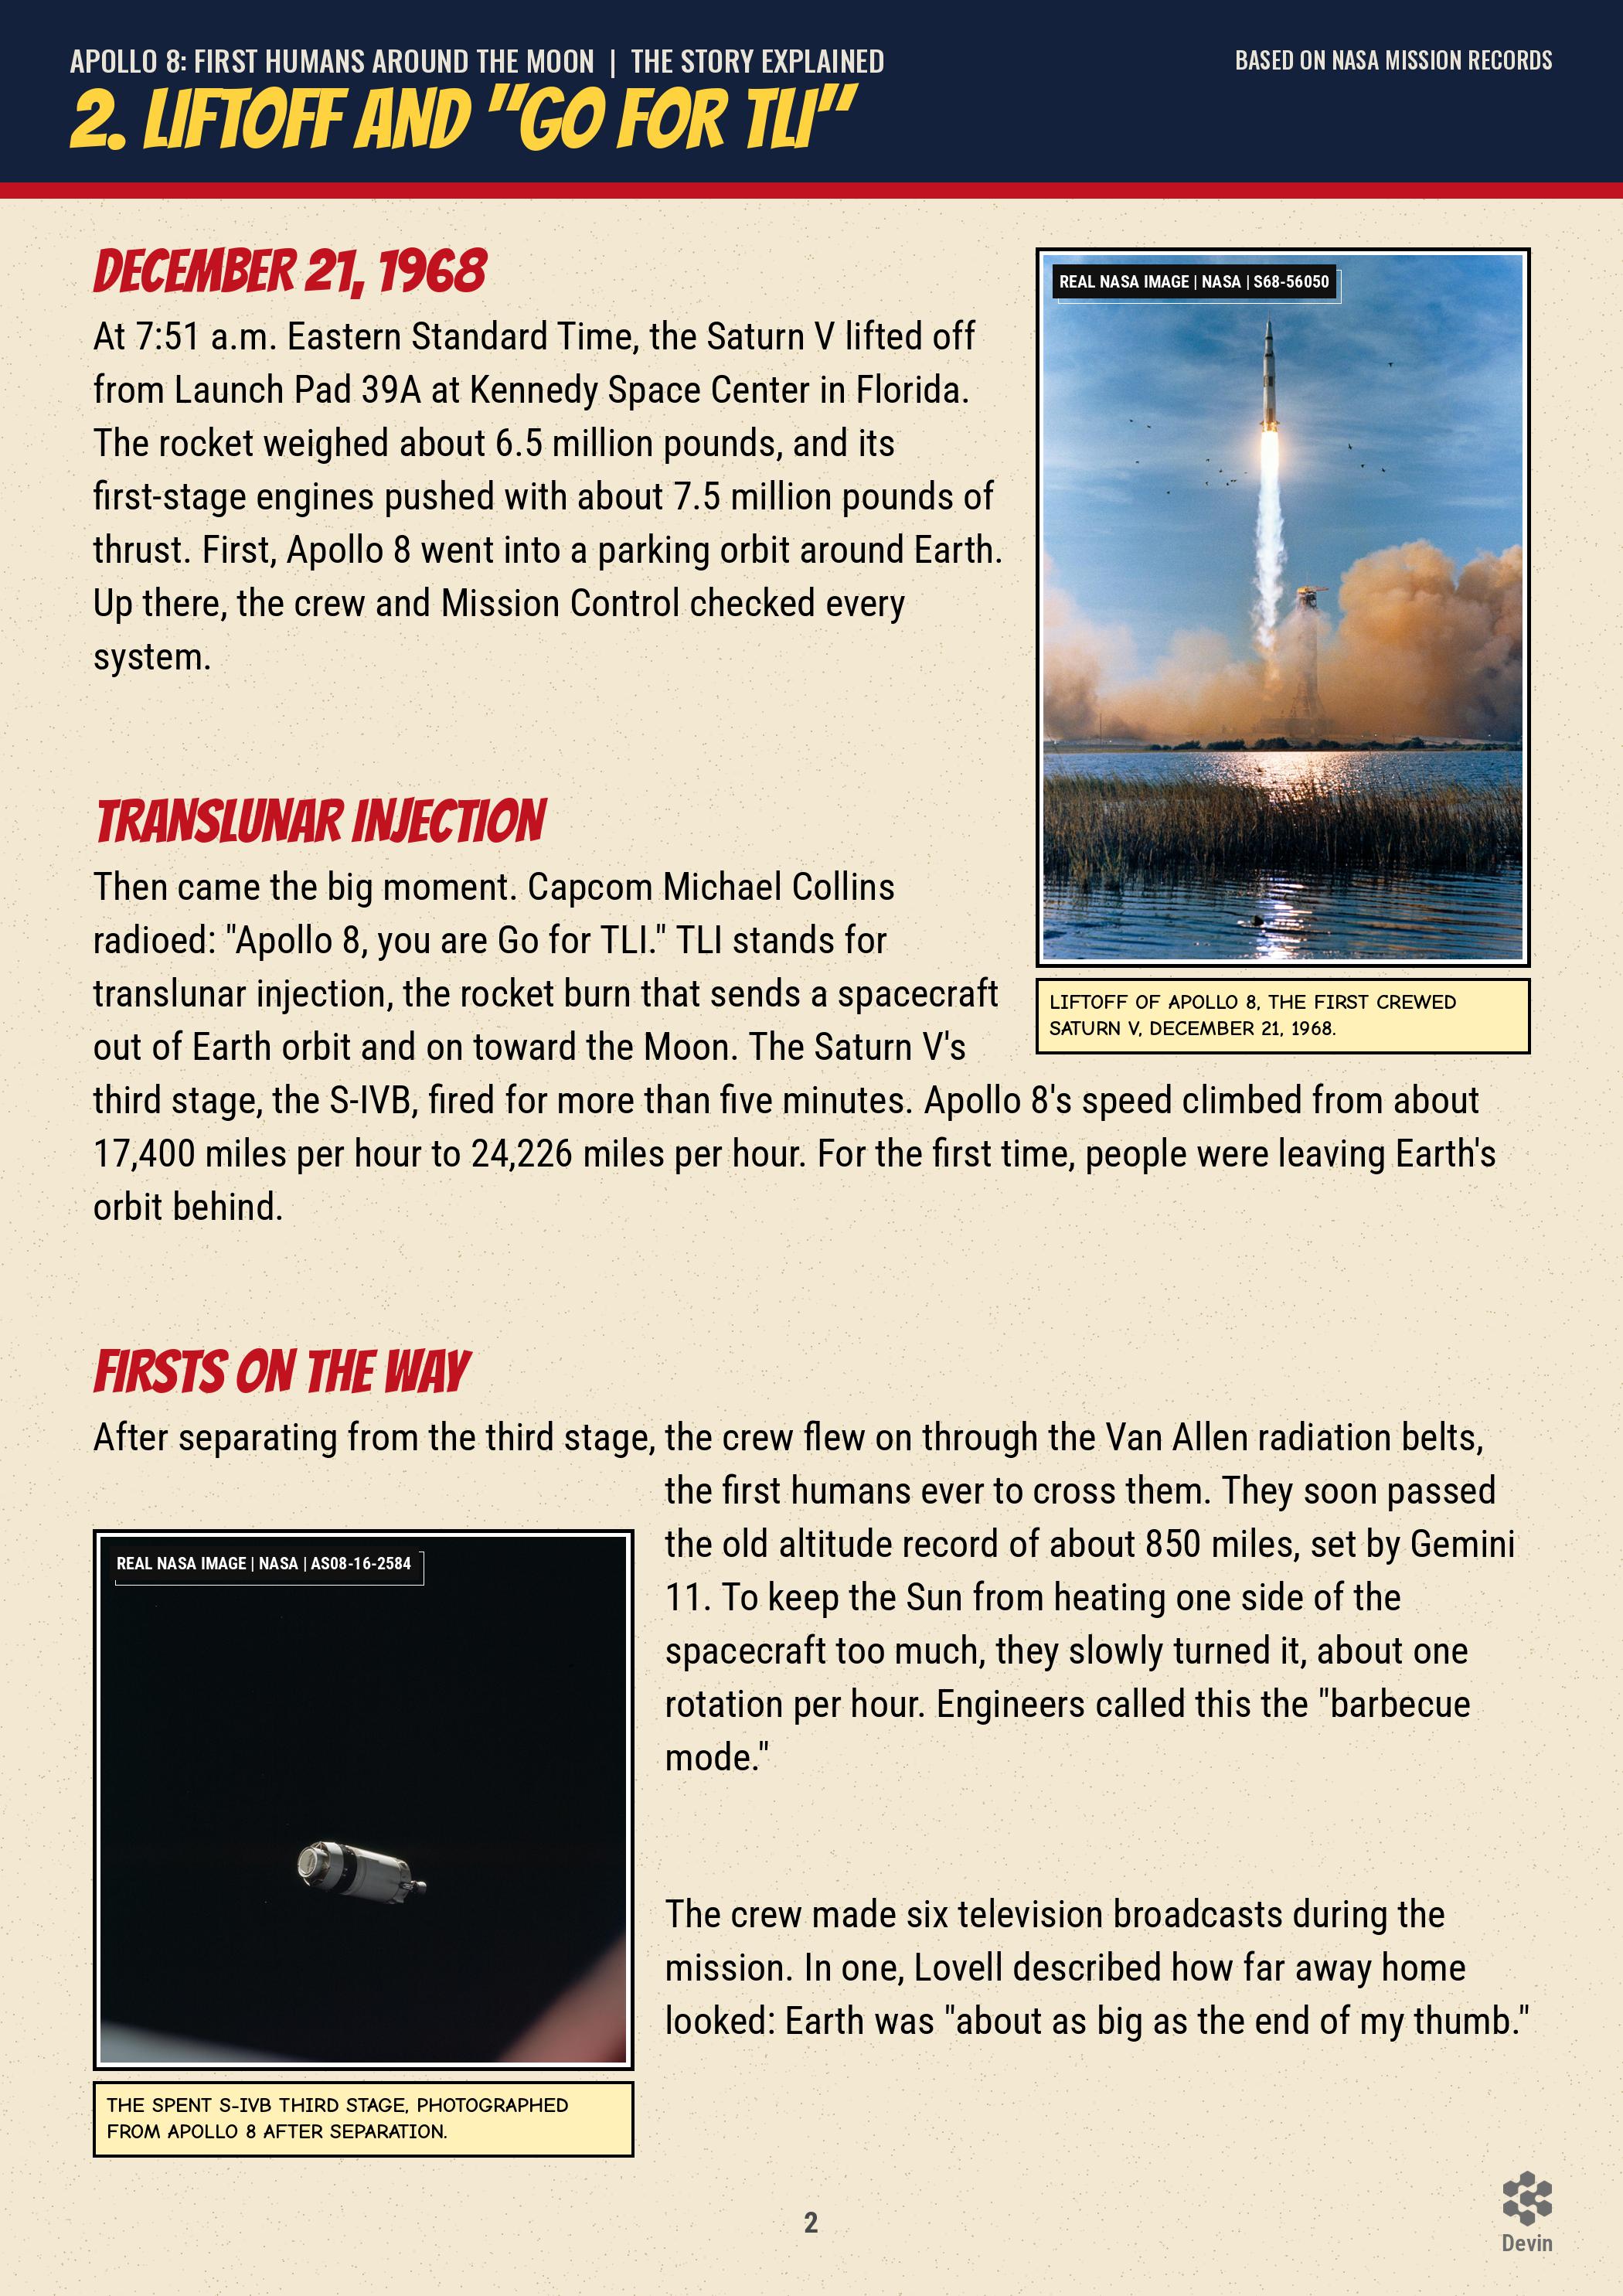 APOLLO 8: FIRST HUMANS AROUND THE MOON | THE STORY EXPLAINED
BASED ON NASA MISSION RECORDS
2. LIFTOFF AND "GO FOR TLI"
DECEMBER 21, 1968
At 7:51 a.m. Eastern Standard Time, the Saturn V lifted off
from Launch Pad 39A at Kennedy Space Center in Florida.
The rocket weighed about 6.5 million pounds, and its
first-stage engines pushed with about 7.5 million pounds of
thrust. First, Apollo 8 went into a parking orbit around Earth.
Up there, the crew and Mission Control checked every
system.
REAL NASA IMAGE | NASA | S68-56050
LIFTOFF OF APOLLO 8, THE FIRST CREWED
SATURN V, DECEMBER 21, 1968.
TRANSLUNAR INJECTION
Then came the big moment. Capcom Michael Collins
radioed: "Apollo 8, you are Go for TLI." TLI stands for
translunar injection, the rocket burn that sends a spacecraft
out of Earth orbit and on toward the Moon. The Saturn V's
third stage, the S-IVB, fired for more than five minutes. Apollo 8's speed climbed from about
17,400 miles per hour to 24,226 miles per hour. For the first time, people were leaving Earth's
orbit behind.
FIRSTS ON THE WAY
After separating from the third stage, the crew flew on through the Van Allen radiation belts,
the first humans ever to cross them. They soon passed
the old altitude record of about 850 miles, set by Gemini
11. To keep the Sun from heating one side of the
spacecraft too much, they slowly turned it, about one
rotation per hour. Engineers called this the "barbecue
mode."
REAL NASA IMAGE | NASA | AS08-16-2584
THE SPENT S-IVB THIRD STAGE, PHOTOGRAPHED
FROM APOLLO 8 AFTER SEPARATION.
The crew made six television broadcasts during the
mission. In one, Lovell described how far away home
looked: Earth was "about as big as the end of my thumb."
2
Devin